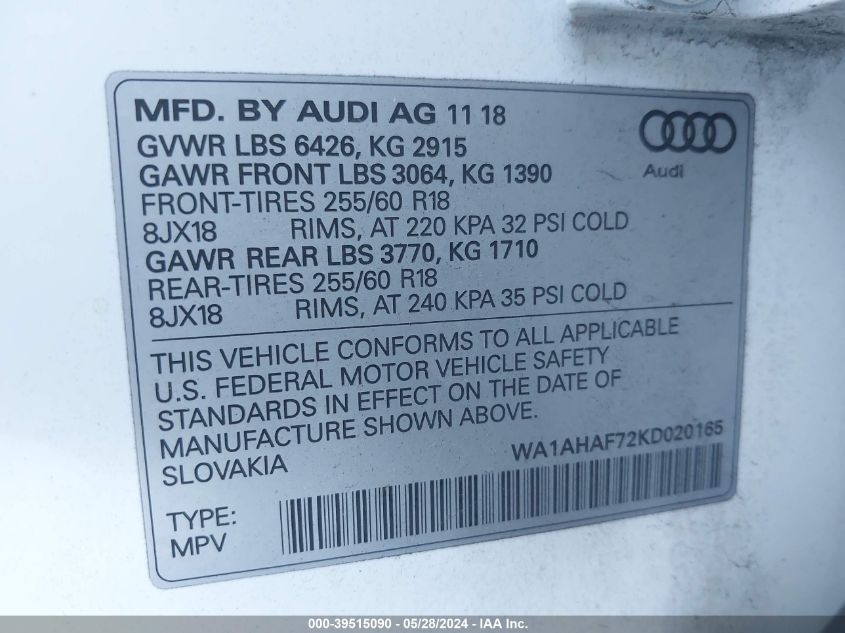 MFD. BY AUDI AG 11 18
GVWR LBS 6426, KG 2915
GAWR FRONT LBS 3064, KG 1390
FRONT-TIRES 255/60 R18
8JX18 RIMS, AT 220 KPA 32 PSI COLD
GAWR REAR LBS 3770, KG 1710
REAR-TIRES 255/60 R18
8JX18 RIMS, AT 240 KPA 35 PSI COLD
Audi
THIS VEHICLE CONFORMS TO ALL APPLICABLE
U.S. FEDERAL MOTOR VEHICLE SAFETY
STANDARDS IN EFFECT ON THE DATE OF
MANUFACTURE SHOWN ABOVE.
SLOVAKIA
WA1AHAF72KD020165
TYPE:
MPV
000-39515090 - 05/28/2024 - IAA Inc.